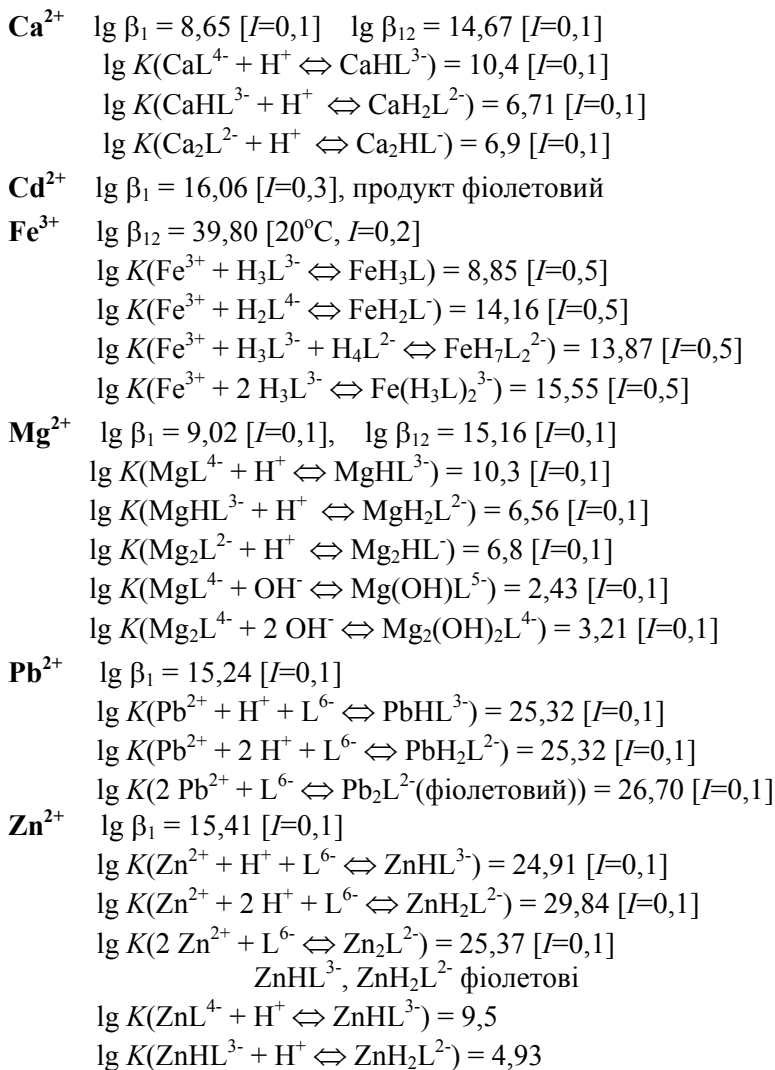 Ca²⁺ lg β₁ = 8,65 [I=0,1] lg β₁₂ = 14,67 [I=0,1]
lg K(CaL⁴⁻ + H⁺ ⇔ CaHL³⁻) = 10,4 [I=0,1]
lg K(CaHL³⁻ + H⁺ ⇔ CaH₂L²⁻) = 6,71 [I=0,1]
lg K(Ca₂L²⁻ + H⁺ ⇔ Ca₂HL⁻) = 6,9 [I=0,1]
Cd²⁺ lg β₁ = 16,06 [I=0,3], продукт фіолетовий
Fe³⁺ lg β₁₂ = 39,80 [20°C, I=0,2]
lg K(Fe³⁺ + H₃L³⁻ ⇔ FeH₃L) = 8,85 [I=0,5]
lg K(Fe³⁺ + H₂L⁴⁻ ⇔ FeH₂L⁻) = 14,16 [I=0,5]
lg K(Fe³⁺ + H₃L³⁻ + H₄L²⁻ ⇔ FeH₇L₂²⁻) = 13,87 [I=0,5]
lg K(Fe³⁺ + 2 H₃L³⁻ ⇔ Fe(H₃L)₂³⁻) = 15,55 [I=0,5]
Mg²⁺ lg β₁ = 9,02 [I=0,1], lg β₁₂ = 15,16 [I=0,1]
lg K(MgL⁴⁻ + H⁺ ⇔ MgHL³⁻) = 10,3 [I=0,1]
lg K(MgHL³⁻ + H⁺ ⇔ MgH₂L²⁻) = 6,56 [I=0,1]
lg K(Mg₂L²⁻ + H⁺ ⇔ Mg₂HL⁻) = 6,8 [I=0,1]
lg K(MgL⁴⁻ + OH⁻ ⇔ Mg(OH)L⁵⁻) = 2,43 [I=0,1]
lg K(Mg₂L⁴⁻ + 2 OH⁻ ⇔ Mg₂(OH)₂L⁴⁻) = 3,21 [I=0,1]
Pb²⁺ lg β₁ = 15,24 [I=0,1]
lg K(Pb²⁺ + H⁺ + L⁶⁻ ⇔ PbHL³⁻) = 25,32 [I=0,1]
lg K(Pb²⁺ + 2 H⁺ + L⁶⁻ ⇔ PbH₂L²⁻) = 25,32 [I=0,1]
lg K(2 Pb²⁺ + L⁶⁻ ⇔ Pb₂L²⁻(фіолетовий)) = 26,70 [I=0,1]
Zn²⁺ lg β₁ = 15,41 [I=0,1]
lg K(Zn²⁺ + H⁺ + L⁶⁻ ⇔ ZnHL³⁻) = 24,91 [I=0,1]
lg K(Zn²⁺ + 2 H⁺ + L⁶⁻ ⇔ ZnH₂L²⁻) = 29,84 [I=0,1]
lg K(2 Zn²⁺ + L⁶⁻ ⇔ Zn₂L²⁻) = 25,37 [I=0,1]
ZnHL³⁻, ZnH₂L²⁻ фіолетові
lg K(ZnL⁴⁻ + H⁺ ⇔ ZnHL³⁻) = 9,5
lg K(ZnHL³⁻ + H⁺ ⇔ ZnH₂L²⁻) = 4,93